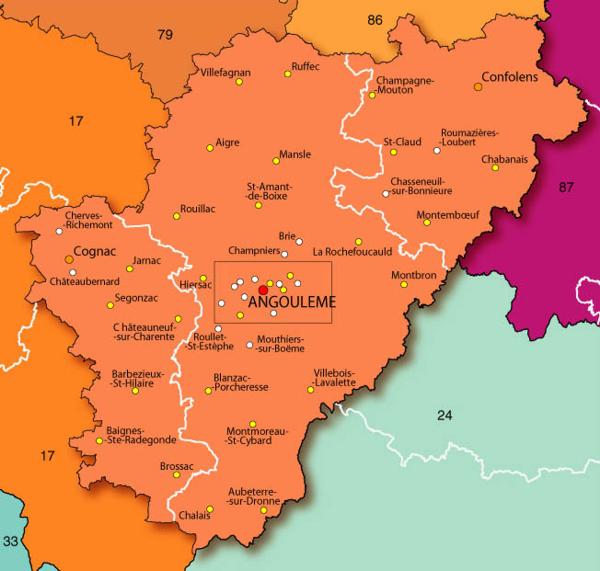 86
79
Ruffec
Villefagnan
Champagne-
-Mouton
Confolens
17
Aigre
Mansle
St-Claud
Roumazières-
-Loubert
Chabanais
St-Amant-
-de-Boixe
Chasseneuil-
-sur-Bonnieure
87
Rouillac
Cherves-
-Richemont
Montembœuf
Brie
Champniers
La Rochefoucauld
Cognac
Jarnac
Châteaubernard
Hiersac
Montbron
Segonzac
ANGOULEME
C hâteauneuf-
-sur-Charente
Roullet-
-St-Estèphe
Mouthiers-
-sur-Boëme
Barbezieux-
-St-Hilaire
Blanzac-
-Porcheresse
Villebois-
-Lavalette
24
Baignes-
-Ste-Radegonde
Montmoreau-
-St-Cybard
17
Brossac
Aubeterre-
-sur-Dronne
Chalais
33